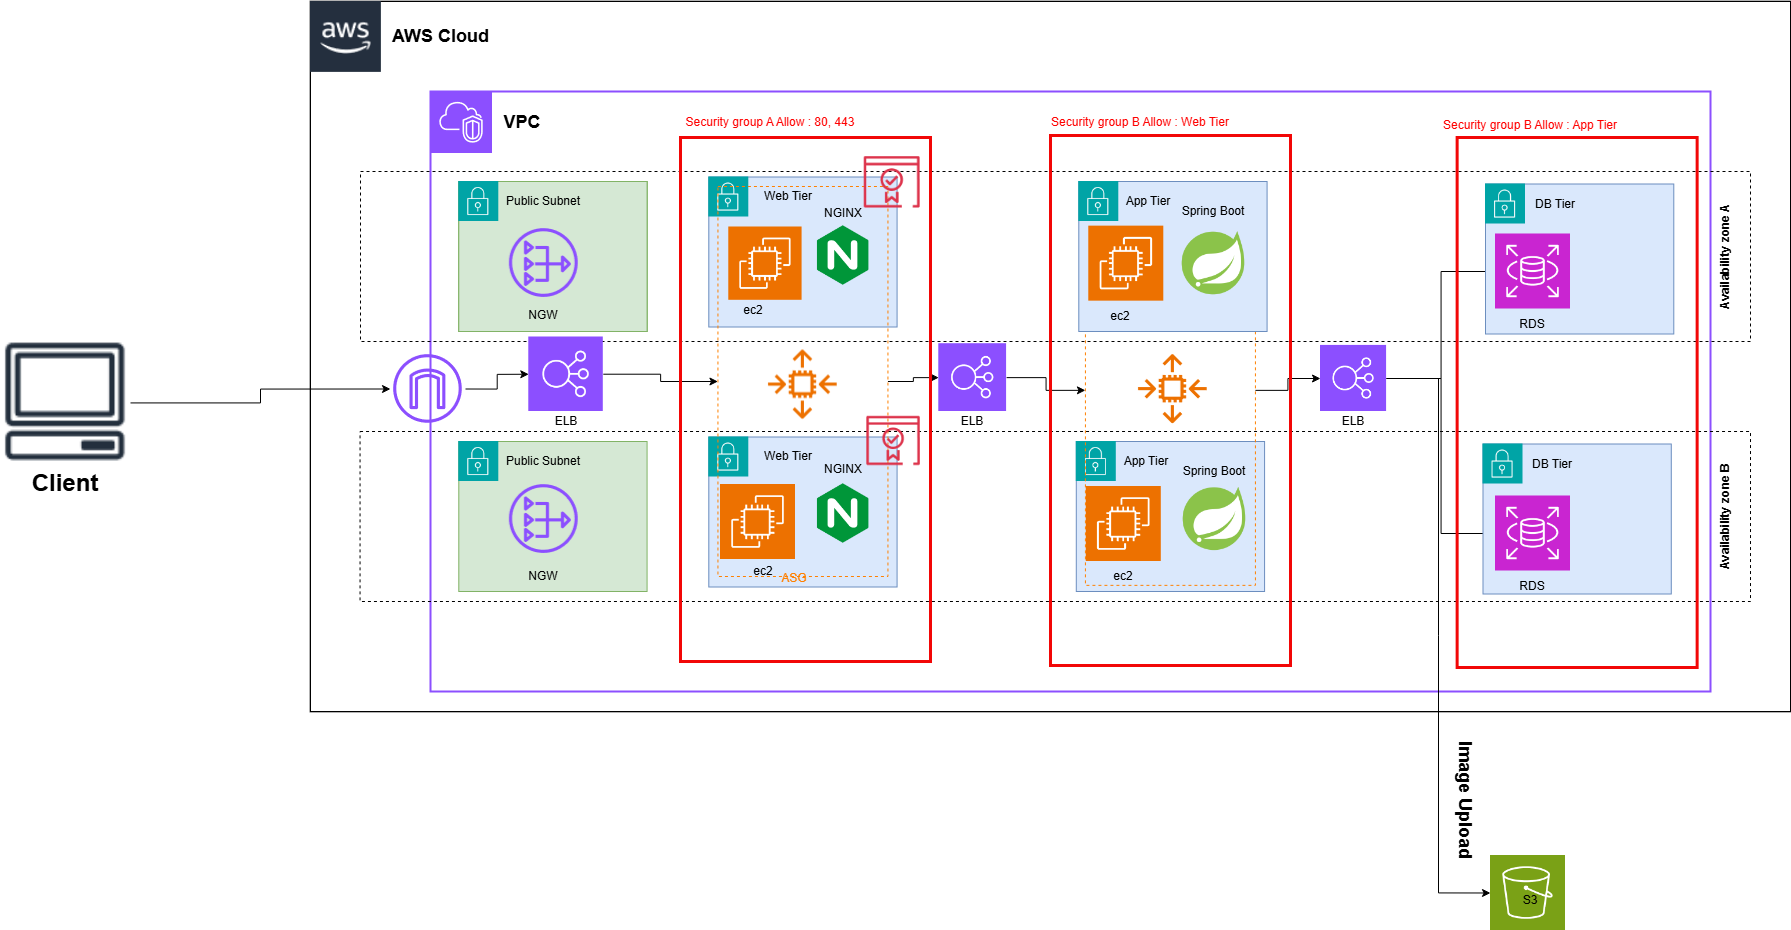 aws
AWS Cloud
VPC
Security group A Allow : 80, 443
Security group B Allow : Web Tier
Security group B Allow : App Tier
Public Subnet
NGW
Web Tier
NGINX
ec2
App Tier
Spring Boot
ec2
DB Tier
RDS
Availability zone A
Client
ELB
ELB
ELB
Public Subnet
NGW
Web Tier
NGINX
ec2
ASG
App Tier
Spring Boot
ec2
DB Tier
RDS
Availability zone B
Image Upload
S3